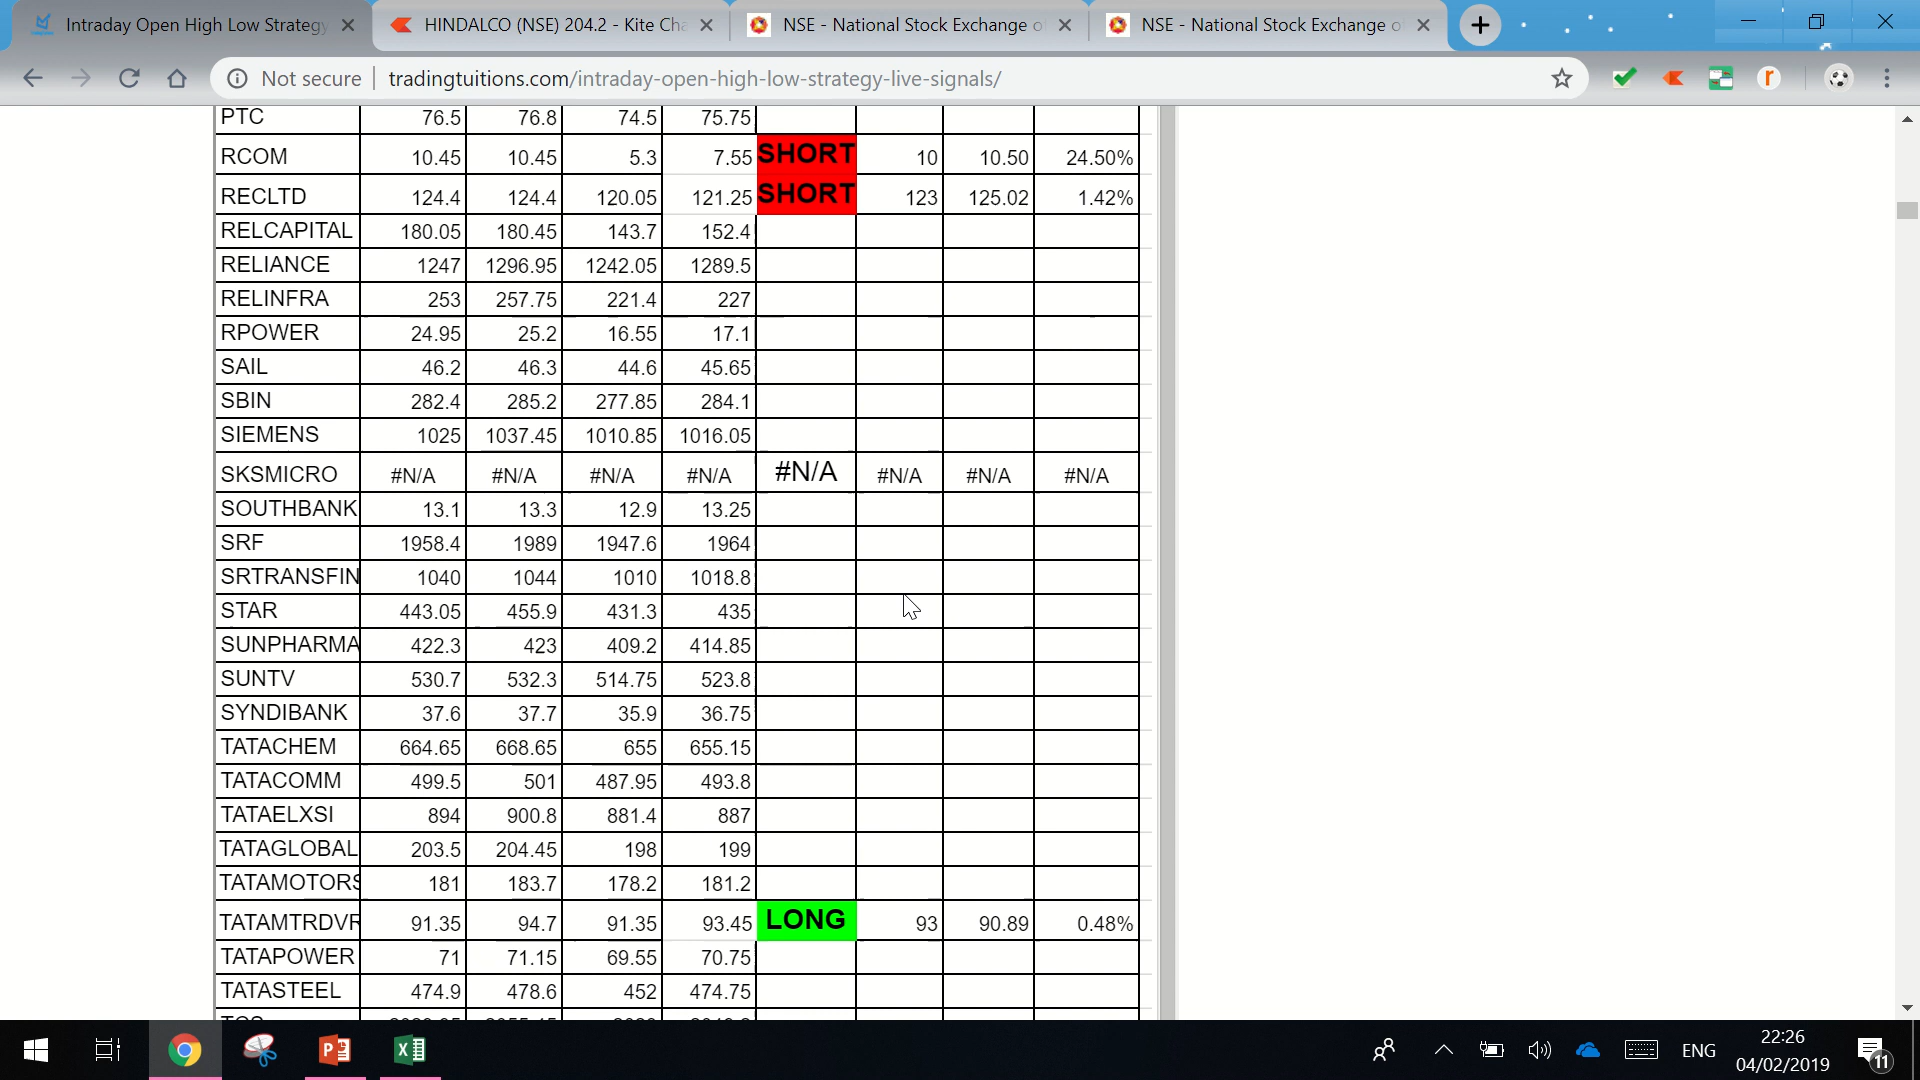 Intraday Open High Low Strategy
HINDALCO (NSE) 204.2 - Kite Cha
NSE - National Stock Exchange o
NSE - National Stock Exchange o
Not secure | tradingtuitions.com/intraday-open-high-low-strategy-live-signals/
PTC 76.5 76.8 74.5 75.75
RCOM 10.45 10.45 5.3 7.55 SHORT 10 10.50 24.50%
RECLTD 124.4 124.4 120.05 121.25 SHORT 123 125.02 1.42%
RELCAPITAL 180.05 180.45 143.7 152.4
RELIANCE 1247 1296.95 1242.05 1289.5
RELINFRA 253 257.75 221.4 227
RPOWER 24.95 25.2 16.55 17.1
SAIL 46.2 46.3 44.6 45.65
SBIN 282.4 285.2 277.85 284.1
SIEMENS 1025 1037.45 1010.85 1016.05
SKSMICRO #N/A #N/A #N/A #N/A #N/A #N/A #N/A #N/A
SOUTHBANK 13.1 13.3 12.9 13.25
SRF 1958.4 1989 1947.6 1964
SRTRANSFIN 1040 1044 1010 1018.8
STAR 443.05 455.9 431.3 435
SUNPHARMA 422.3 423 409.2 414.85
SUNTV 530.7 532.3 514.75 523.8
SYNDIBANK 37.6 37.7 35.9 36.75
TATACHEM 664.65 668.65 655 655.15
TATACOMM 499.5 501 487.95 493.8
TATAELXSI 894 900.8 881.4 887
TATAGLOBAL 203.5 204.45 198 199
TATAMOTORS 181 183.7 178.2 181.2
TATAMTRDVR 91.35 94.7 91.35 93.45 LONG 93 90.89 0.48%
TATAPOWER 71 71.15 69.55 70.75
TATASTEEL 474.9 478.6 452 474.75
ENG
22:26
04/02/2019
11